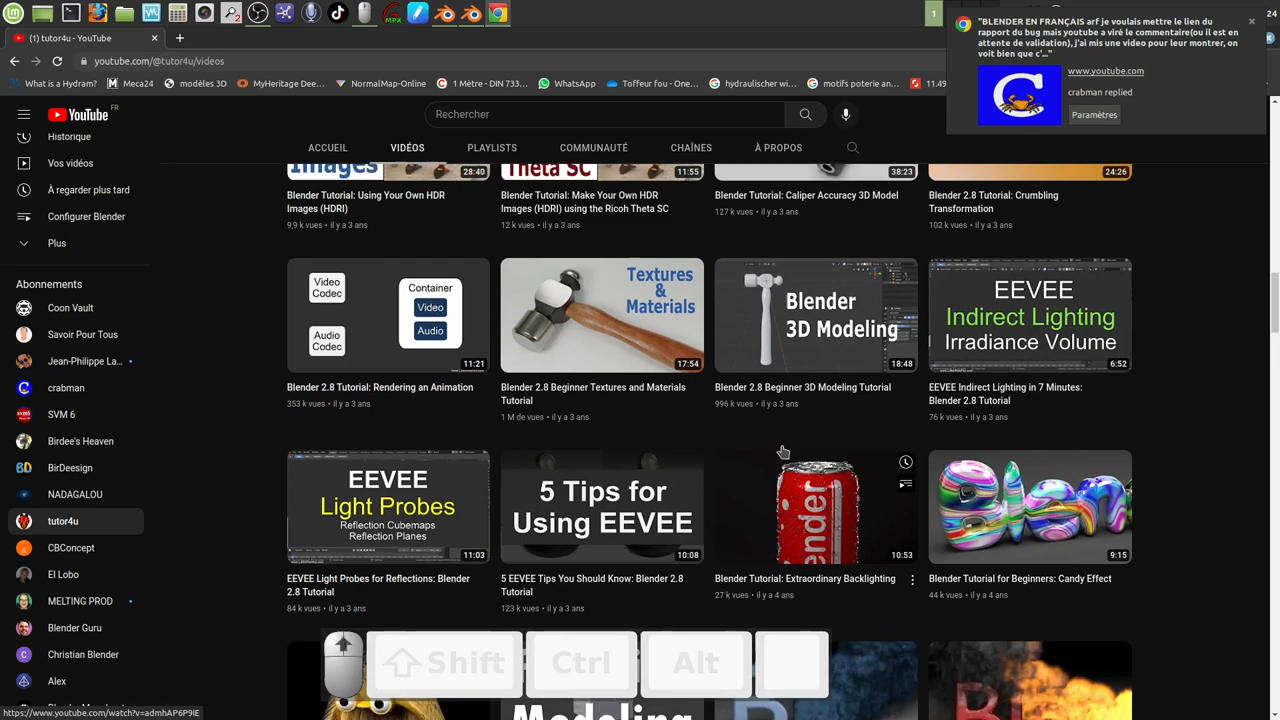 1
24
"BLENDER EN FRANÇAIS arf je voulais mettre le lien du
rapport du bug mais youtube a viré le commentaire(ou il est en
attente de validation), j'ai mis une video pour leur montrer, on
voit bien que c'..."
www.youtube.com
crabman replied
Paramètres
(1) tutor4u - YouTube
youtube.com/@tutor4u/videos
What is a Hydram?
Meca24
modèles 3D
MyHeritage Dee...
NormalMap-Online
1 Mètre - DIN 733...
WhatsApp
Toffeur fou - One...
hydraulischer wi...
motifs poterie an...
11.49
YouTube FR
Rechercher
Historique
Vos vidéos
À regarder plus tard
Configurer Blender
Plus
Abonnements
Coon Vault
Savoir Pour Tous
Jean-Philippe La...
crabman
SVM 6
Birdee's Heaven
BirDeesign
NADAGALOU
tutor4u
CBConcept
El Lobo
MELTING PROD
Blender Guru
Christian Blender
Alex
ACCUEIL
VIDÉOS
PLAYLISTS
COMMUNAUTÉ
CHAÎNES
À PROPOS
Images
28:40
Theta SC
11:55
38:23
24:26
Blender Tutorial: Using Your Own HDR
Images (HDRI)
9,9 k vues • il y a 3 ans
Blender Tutorial: Make Your Own HDR
Images (HDRI) using the Ricoh Theta SC
12 k vues • il y a 3 ans
Blender Tutorial: Caliper Accuracy 3D Model
127 k vues • il y a 3 ans
Blender 2.8 Tutorial: Crumbling
Transformation
102 k vues • il y a 3 ans
Video
Codec
Audio
Codec
Container
Video
Audio
11:21
Textures
&
Materials
17:54
Blender
3D Modeling
18:48
EEVEE
Indirect Lighting
Irradiance Volume
6:52
Blender 2.8 Tutorial: Rendering an Animation
353 k vues • il y a 3 ans
Blender 2.8 Beginner Textures and Materials
Tutorial
1 M de vues • il y a 3 ans
Blender 2.8 Beginner 3D Modeling Tutorial
996 k vues • il y a 3 ans
EEVEE Indirect Lighting in 7 Minutes:
Blender 2.8 Tutorial
76 k vues • il y a 3 ans
EEVEE
Light Probes
Reflection Cubemaps
Reflection Planes
11:03
5 Tips for
Using EEVEE
10:08
ender
10:53
9:15
EEVEE Light Probes for Reflections: Blender
2.8 Tutorial
84 k vues • il y a 3 ans
5 EEVEE Tips You Should Know: Blender 2.8
Tutorial
123 k vues • il y a 3 ans
Blender Tutorial: Extraordinary Backlighting
27 k vues • il y a 4 ans
Blender Tutorial for Beginners: Candy Effect
44 k vues • il y a 4 ans
Shift
Ctrl
Alt
Modeling
https://www.youtube.com/watch?v=admhAP6P9lE